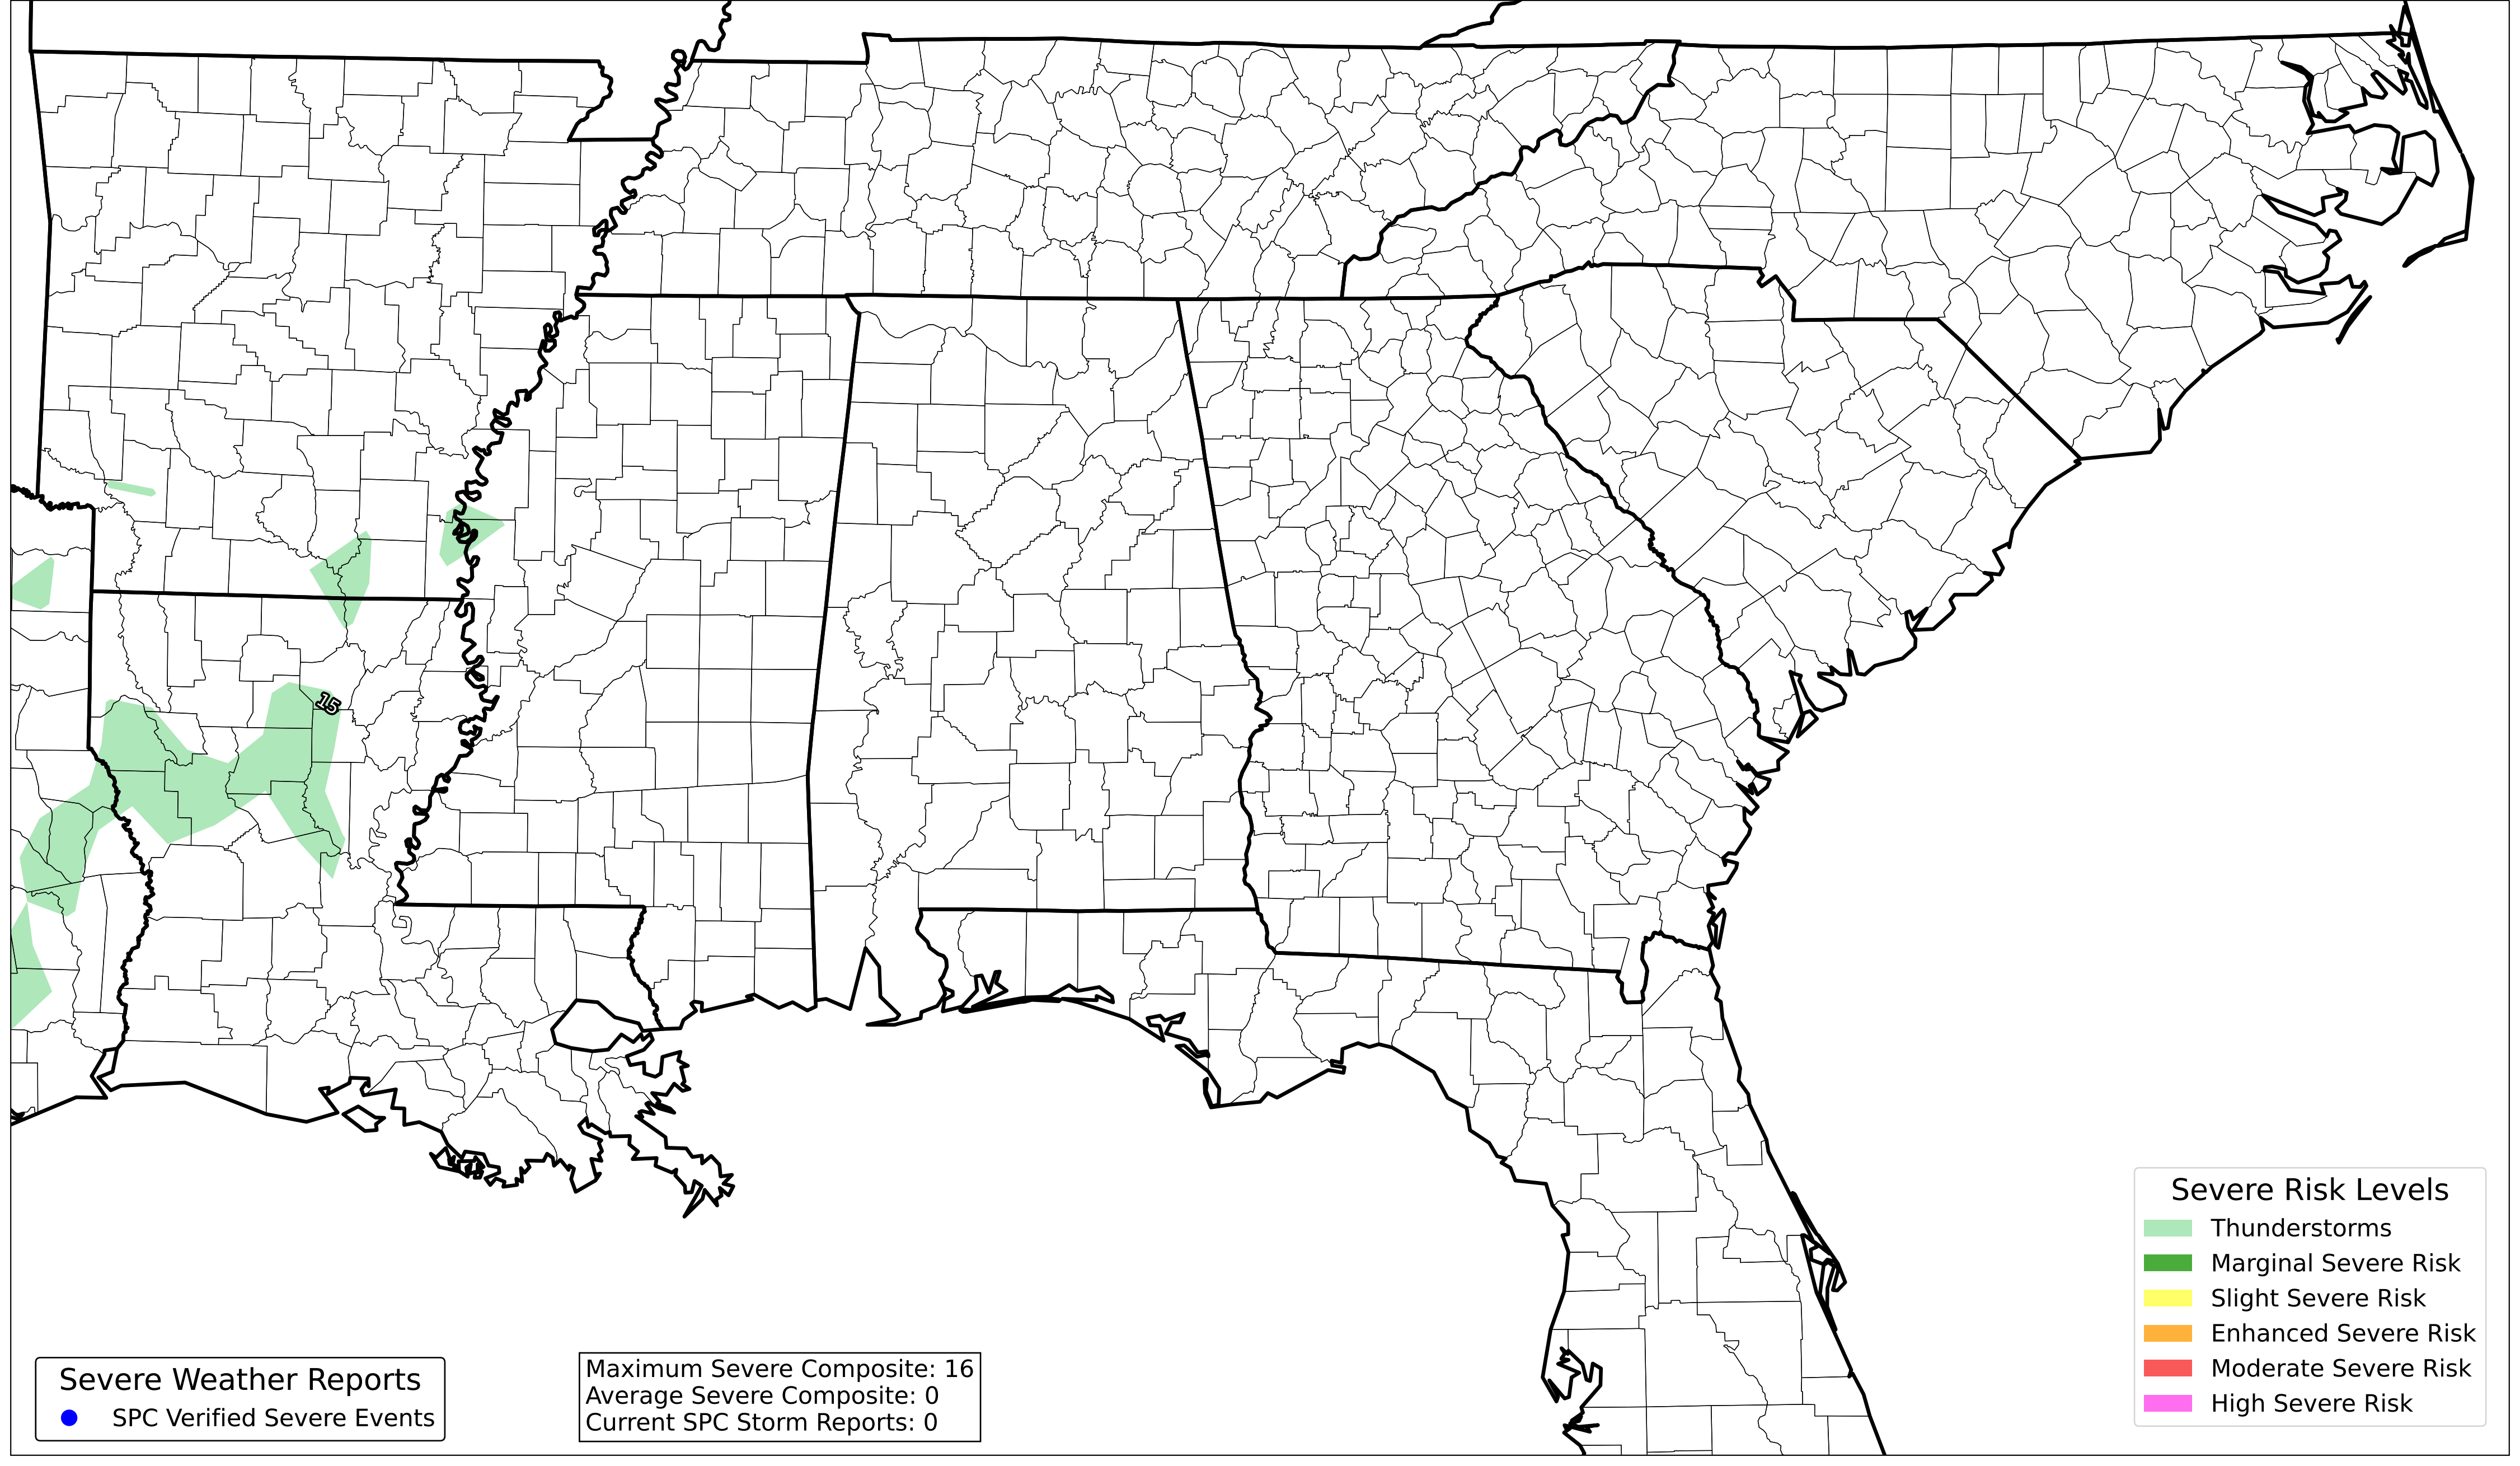 15
Severe Risk Levels
Thunderstorms
Marginal Severe Risk
Slight Severe Risk
Enhanced Severe Risk
Moderate Severe Risk
High Severe Risk
Severe Weather Reports
SPC Verified Severe Events
Maximum Severe Composite: 16
Average Severe Composite: 0
Current SPC Storm Reports: 0